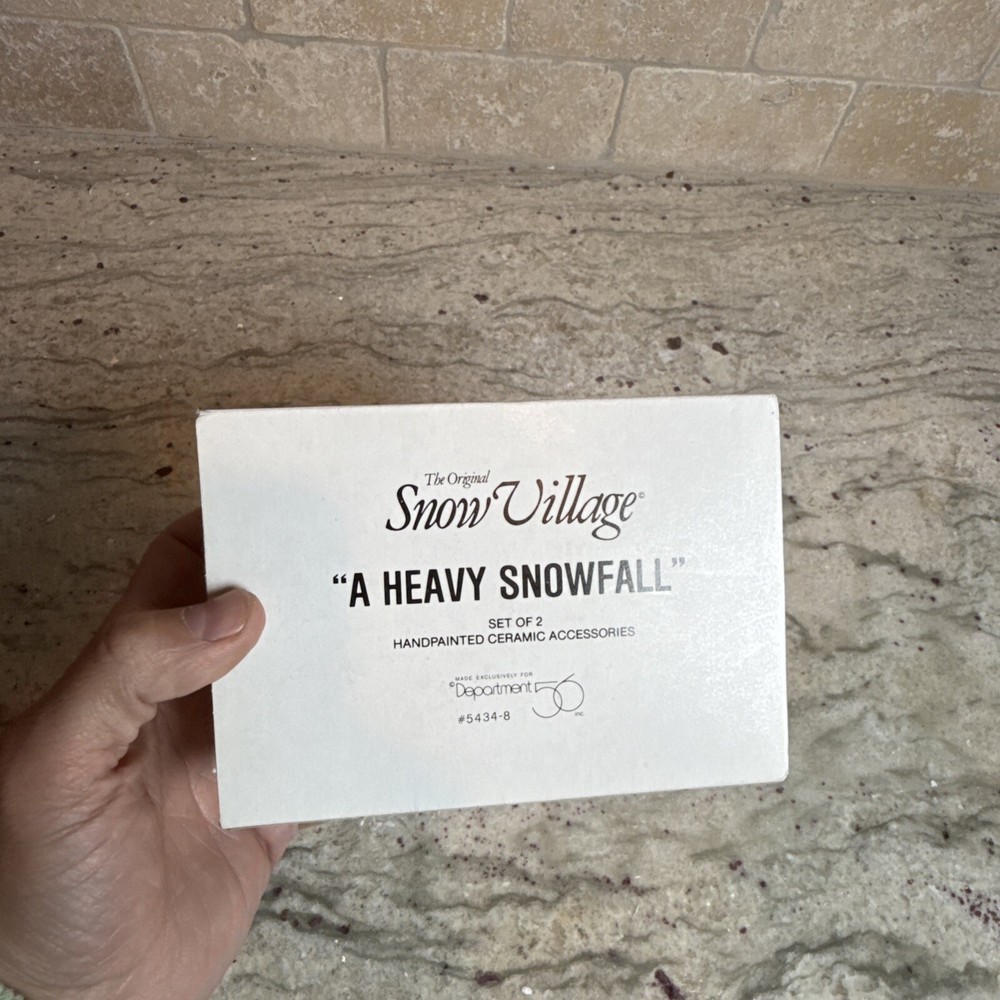 The Original
Snow Village©
“A HEAVY SNOWFALL”
SET OF 2
HANDPAINTED CERAMIC ACCESSORIES
MADE EXCLUSIVELY FOR
©Department 56 INC.
#5434-8